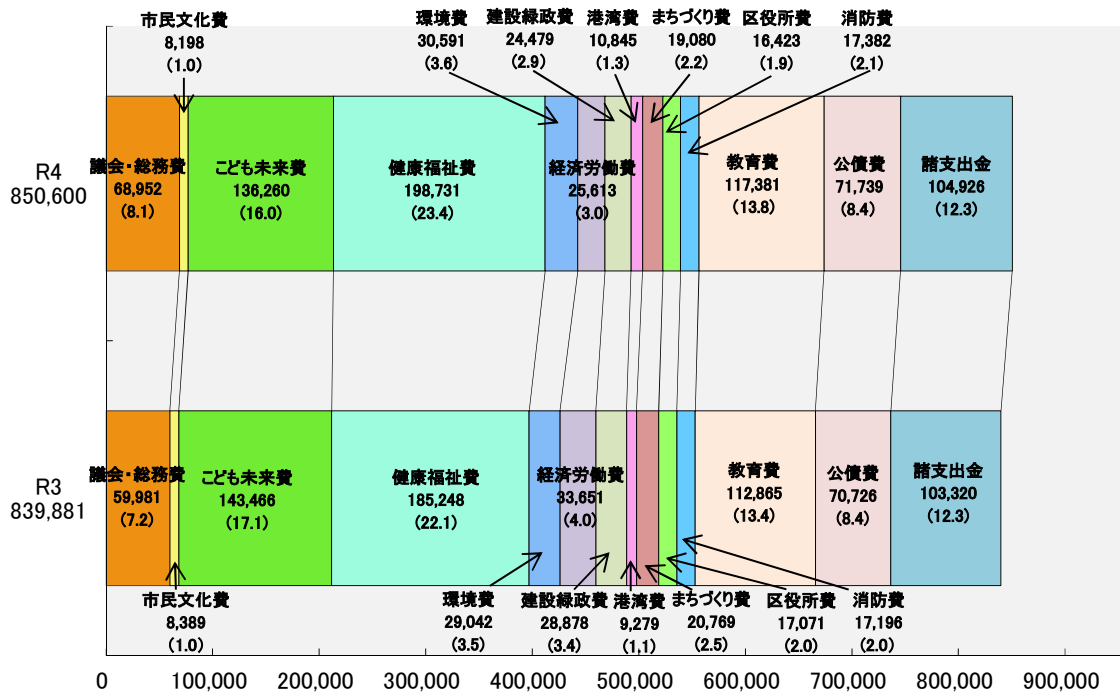 市民文化費
8,198
(1.0)
環境費
30,591
(3.6)
建設緑政費
24,479
(2.9)
港湾費
10,845
(1.3)
まちづくり費
19,080
(2.2)
区役所費
16,423
(1.9)
消防費
17,382
(2.1)
R4
850,600
議会・総務費
68,952
(8.1)
こども未来費
136,260
(16.0)
健康福祉費
198,731
(23.4)
経済労働費
25,613
(3.0)
教育費
117,381
(13.8)
公債費
71,739
(8.4)
諸支出金
104,926
(12.3)
R3
839,881
議会・総務費
59,981
(7.2)
こども未来費
143,466
(17.1)
健康福祉費
185,248
(22.1)
経済労働費
33,651
(4.0)
教育費
112,865
(13.4)
公債費
70,726
(8.4)
諸支出金
103,320
(12.3)
市民文化費
8,389
(1.0)
環境費
29,042
(3.5)
建設緑政費
28,878
(3.4)
港湾費
9,279
(1.1)
まちづくり費
20,769
(2.5)
区役所費
17,071
(2.0)
消防費
17,196
(2.0)
0 100,000 200,000 300,000 400,000 500,000 600,000 700,000 800,000 900,000